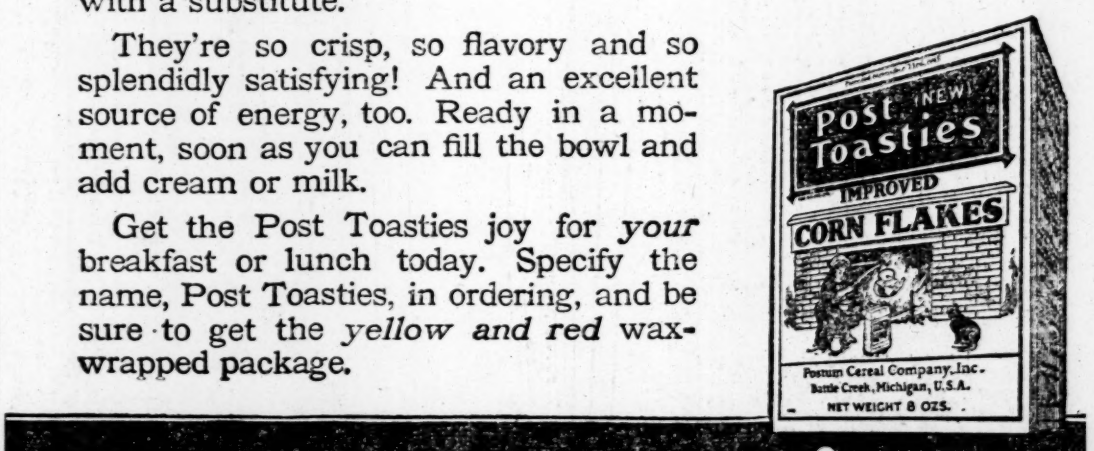 with a substitute.
They're so crisp, so flavory and so
splendidly satisfying! And an excellent
source of energy, too. Ready in a mo-
ment, soon as you can fill the bowl and
add cream or milk.
Get the Post Toasties joy for your
breakfast or lunch today. Specify the
name, Post Toasties, in ordering, and be
sure to get the yellow and red wax-
wrapped package.
Post (NEW)
Toasties
IMPROVED
CORN FLAKES
Postum Cereal Company, Inc.
Battle Creek, Michigan, U.S.A.
NET WEIGHT 8 OZS.